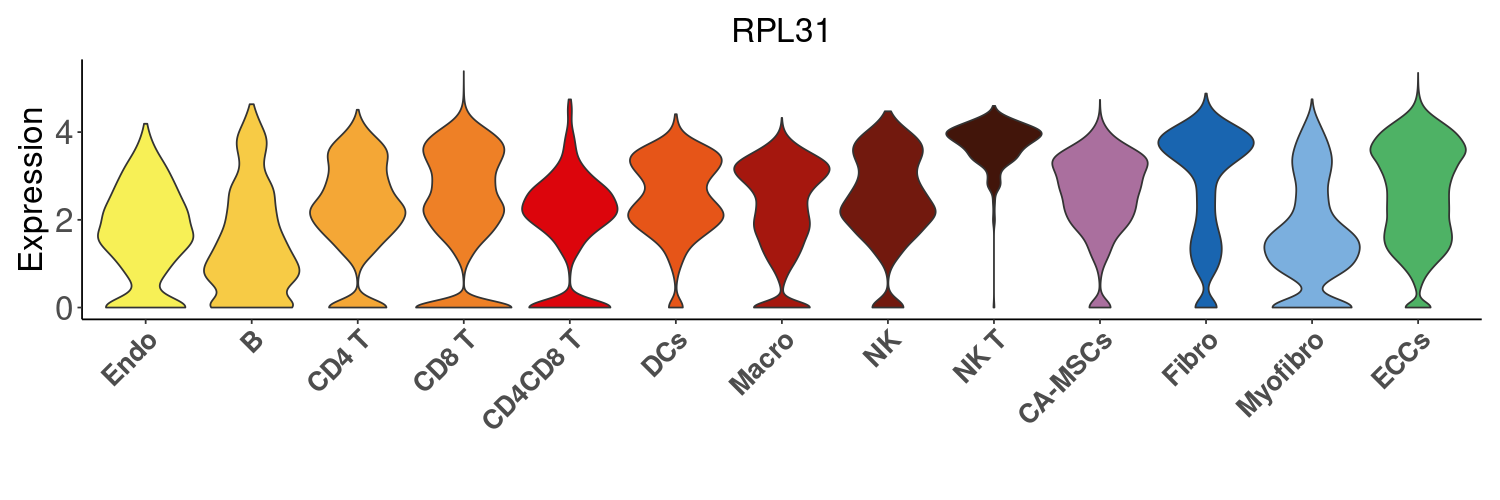 RPL31
Expression
4
2
0
Endo
B
CD4 T
CD8 T
CD4CD8 T
DCs
Macro
NK
NK T
CA-MSCs
Fibro
Myofibro
ECCs